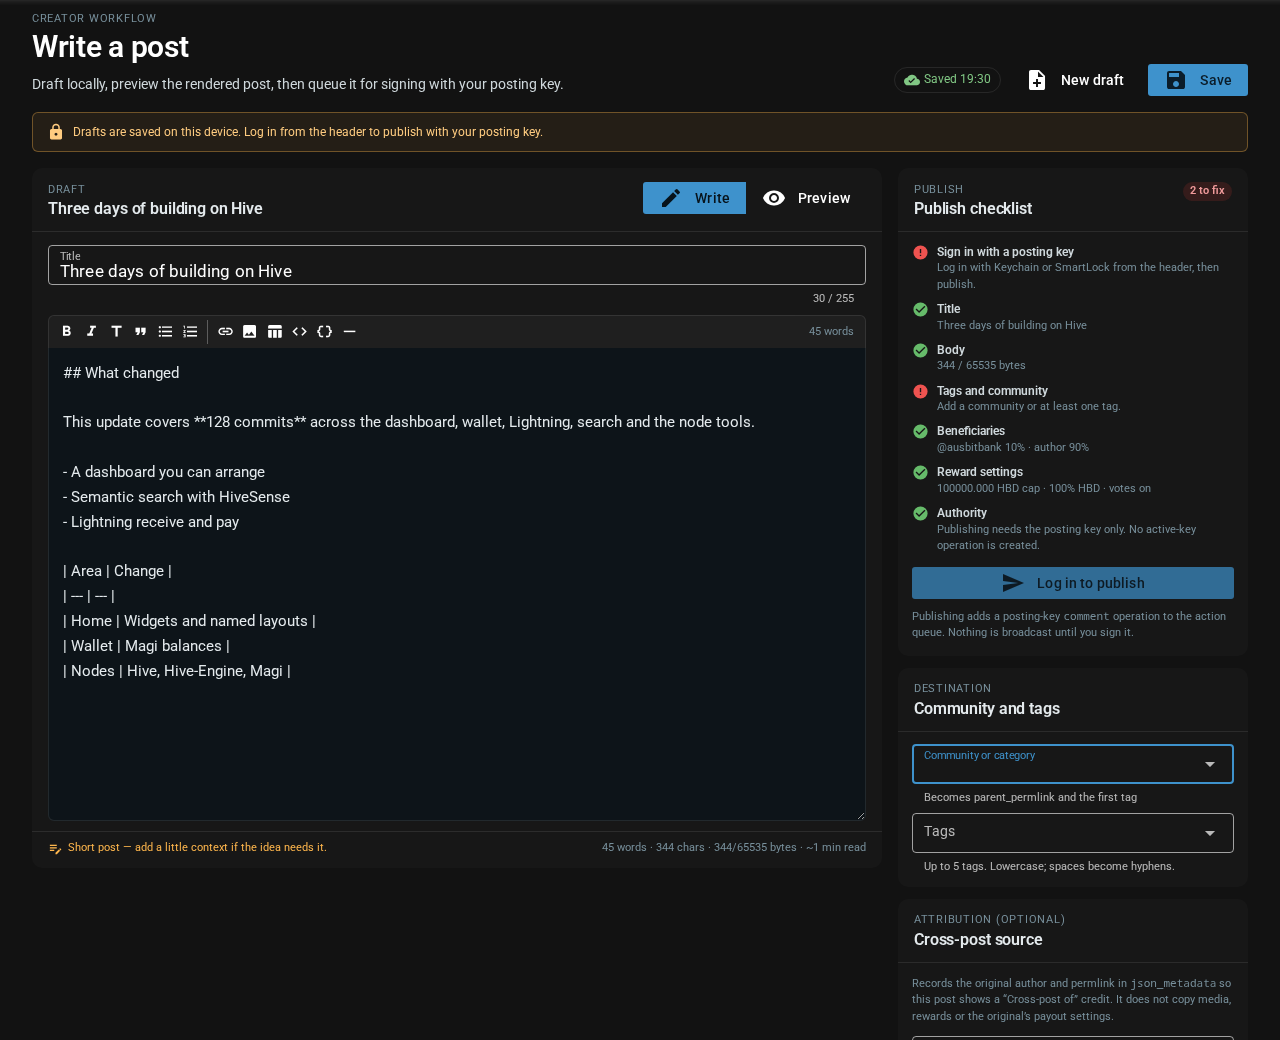 CREATOR WORKFLOW
Write a post
Draft locally, preview the rendered post, then queue it for signing with your posting key.
Saved 19:30
New draft
Save
Drafts are saved on this device. Log in from the header to publish with your posting key.
DRAFT
Three days of building on Hive
Write
Preview
Title
Three days of building on Hive
30 / 255
45 words
## What changed
This update covers **128 commits** across the dashboard, wallet, Lightning, search and the node tools.
- A dashboard you can arrange
- Semantic search with HiveSense
- Lightning receive and pay
| Area | Change |
| --- | --- |
| Home | Widgets and named layouts |
| Wallet | Magi balances |
| Nodes | Hive, Hive-Engine, Magi |
Short post — add a little context if the idea needs it.
45 words · 344 chars · 344/65535 bytes · ~1 min read
PUBLISH
Publish checklist
2 to fix
Sign in with a posting key
Log in with Keychain or SmartLock from the header, then
publish.
Title
Three days of building on Hive
Body
344 / 65535 bytes
Tags and community
Add a community or at least one tag.
Beneficiaries
@ausbitbank 10% · author 90%
Reward settings
100000.000 HBD cap · 100% HBD · votes on
Authority
Publishing needs the posting key only. No active-key
operation is created.
Log in to publish
Publishing adds a posting-key comment operation to the action
queue. Nothing is broadcast until you sign it.
DESTINATION
Community and tags
Community or category
Becomes parent_permlink and the first tag
Tags
Up to 5 tags. Lowercase; spaces become hyphens.
ATTRIBUTION (OPTIONAL)
Cross-post source
Records the original author and permlink in json_metadata so
this post shows a “Cross-post of” credit. It does not copy media,
rewards or the original's payout settings.